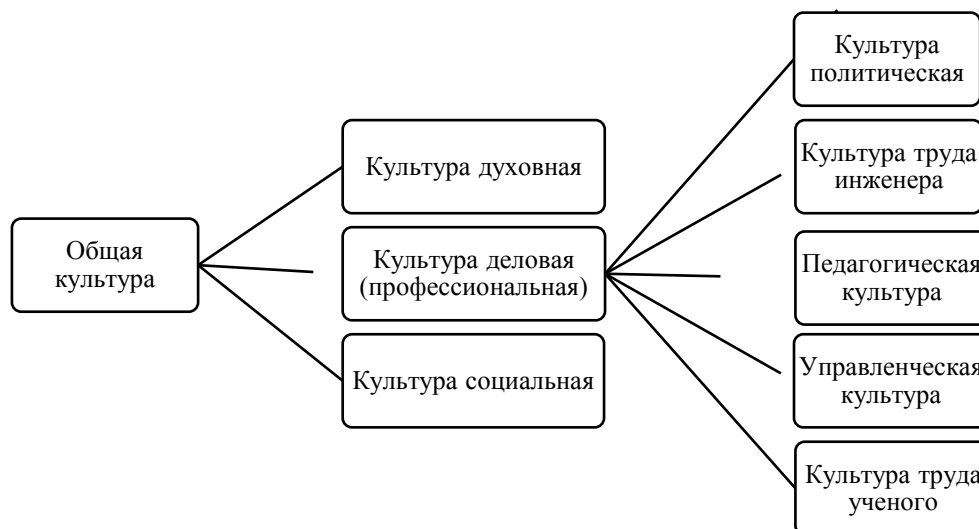 Общая
культура
Культура духовная
Культура деловая
(профессиональная)
Культура социальная
Культура
политическая
Культура труда
инженера
Педагогическая
культура
Управленческая
культура
Культура труда
ученого